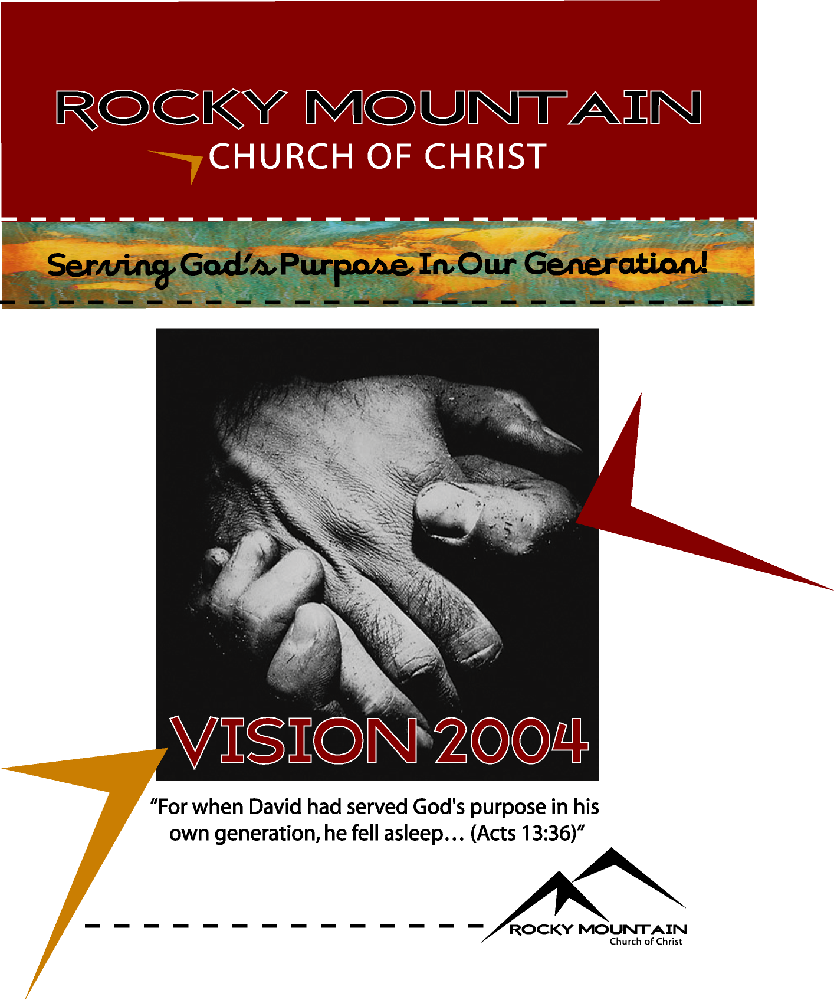 ROCKY MOUNTAIN
CHURCH OF CHRIST
Serving God's Purpose In Our Generation!
VISION 2004
“For when David had served God's purpose in his
own generation, he fell asleep… (Acts 13:36)”
ROCKY MOUNTAIN
Church of Christ